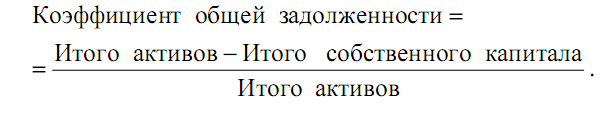 Коэффициент общей задолженности =
= Итого активов – Итого собственного капитала
Итого активов .